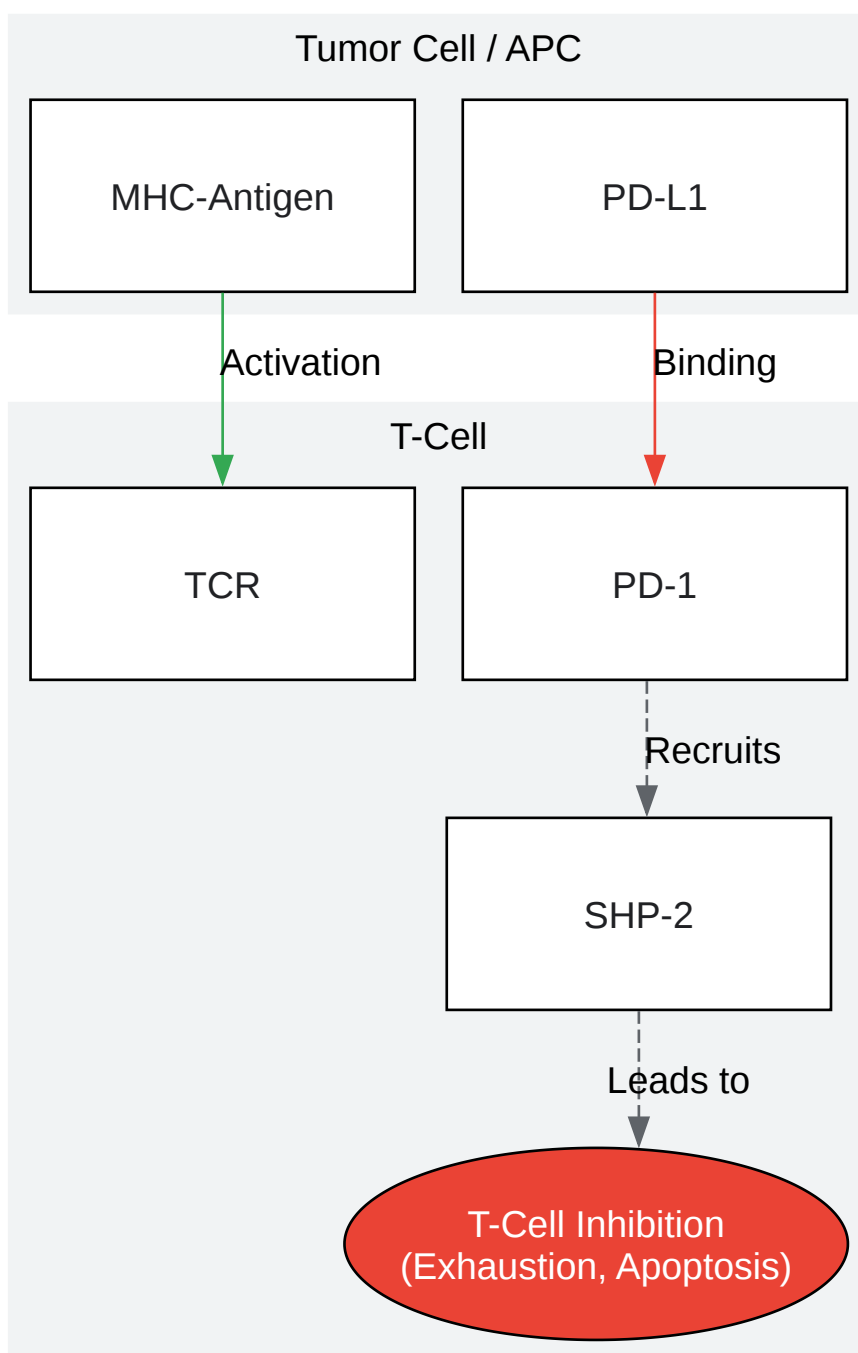 Tumor Cell / APC
MHC-Antigen
PD-L1
Activation
Binding
T-Cell
TCR
PD-1
Recruits
SHP-2
Leads to
T-Cell Inhibition
(Exhaustion, Apoptosis)